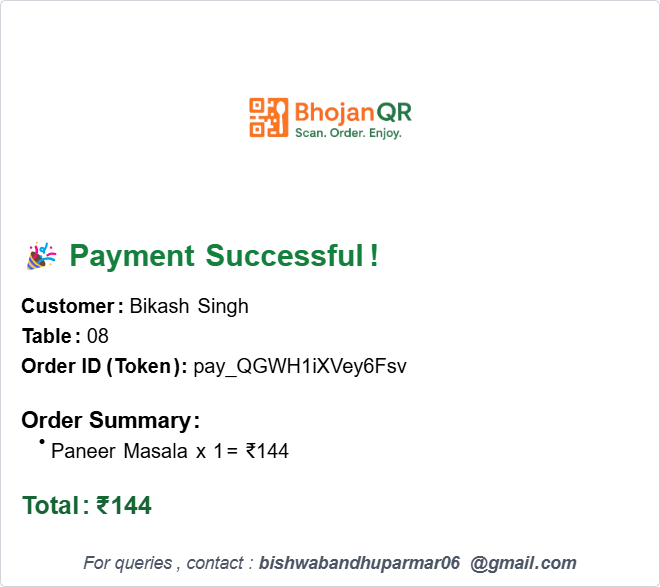 BhojanQR
Scan. Order. Enjoy.
🎉 Payment Successful!
Customer: Bikash Singh
Table: 08
Order ID (Token): pay_QGWH1iXVey6Fsv
Order Summary:
• Paneer Masala x 1 = ₹144
Total: ₹144
For queries , contact : bishwabandhuparmar06 @gmail.com